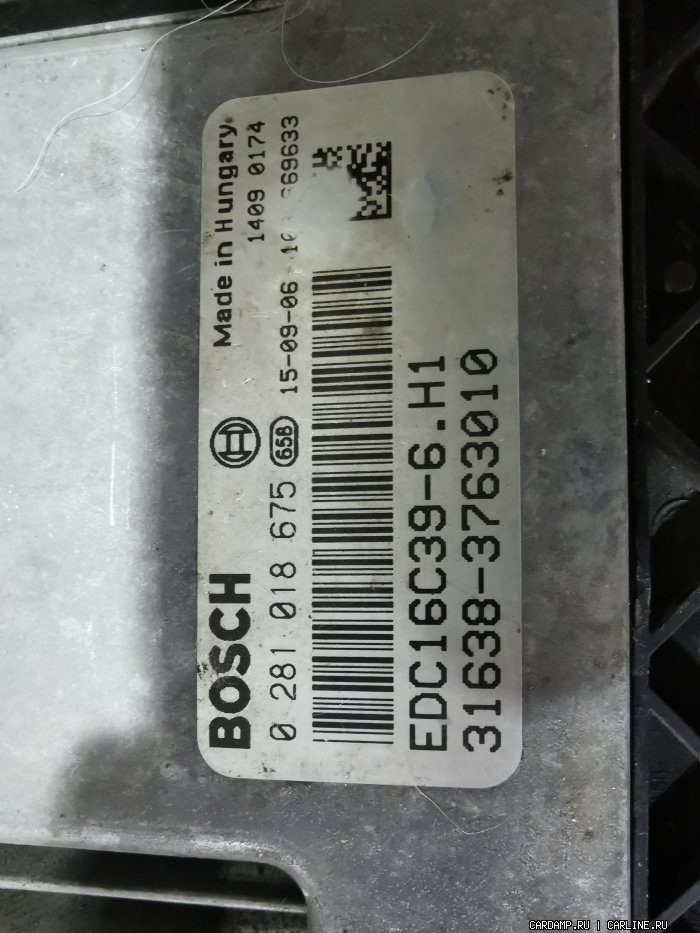 BOSCH
Made in Hungary
1409 0174
0 281 018 675
65B
15-09-06
EDC16C39-6.H1
31638-3763010
CARDAMP.RU | CARLINE.RU